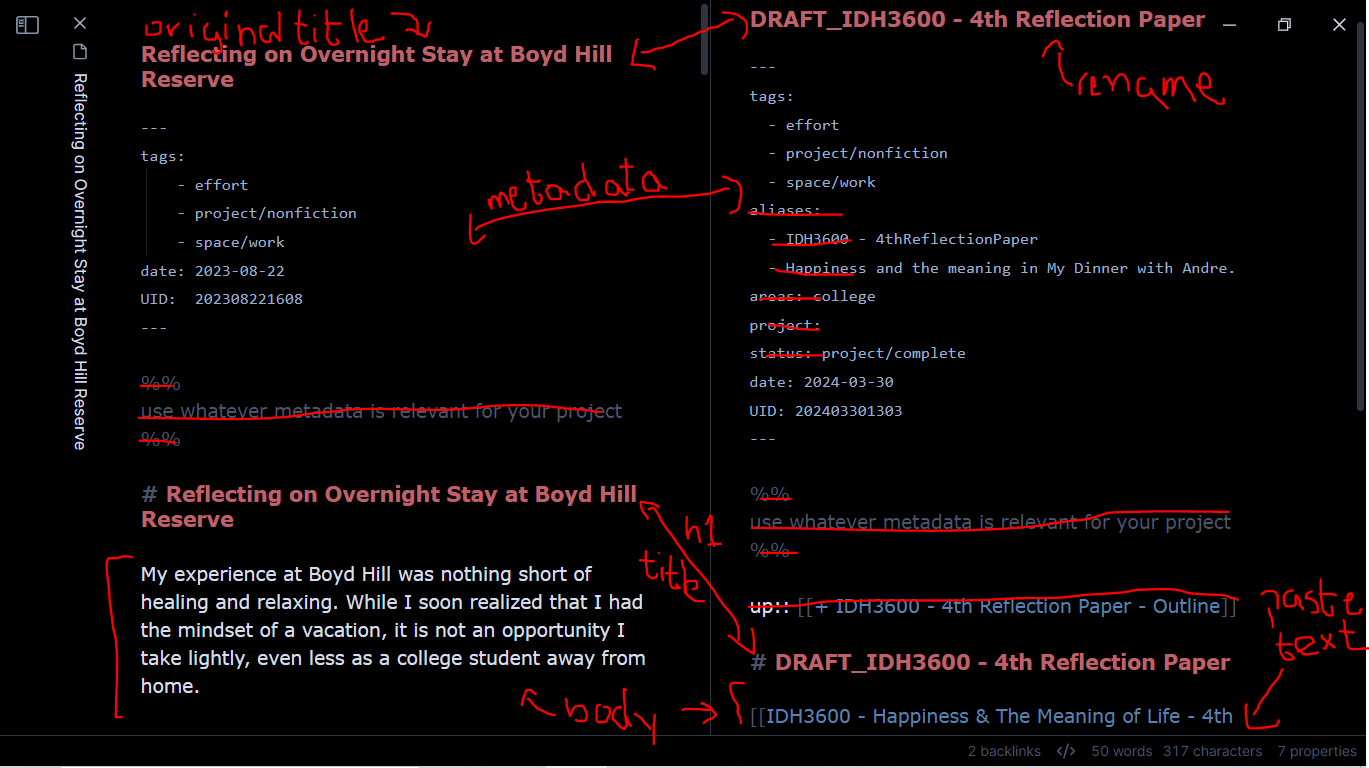 original title
Reflecting on Overnight Stay at Boyd Hill
Reserve
---
tags:
- effort
- project/nonfiction
- space/work
date: 2023-08-22
UID:  202308221608
---
%%
use whatever metadata is relevant for your project
%%
# Reflecting on Overnight Stay at Boyd Hill
Reserve
My experience at Boyd Hill was nothing short of
healing and relaxing. While I soon realized that I had
the mindset of a vacation, it is not an opportunity I
take lightly, even less as a college student away from
home.
Reflecting on Overnight Stay at Boyd Hill Reserve
metadata
h1
title
body
DRAFT_IDH3600 - 4th Reflection Paper
rename
---
tags:
- effort
- project/nonfiction
- space/work
aliases:
- IDH3600 - 4thReflectionPaper
- Happiness and the meaning in My Dinner with Andre.
areas: college
project:
status: project/complete
date: 2024-03-30
UID: 202403301303
---
%%
use whatever metadata is relevant for your project
%%
up:: [[+ IDH3600 - 4th Reflection Paper - Outline]]
# DRAFT_IDH3600 - 4th Reflection Paper
[[IDH3600 - Happiness & The Meaning of Life - 4th
paste
text
2 backlinks </> 50 words 317 characters 7 properties